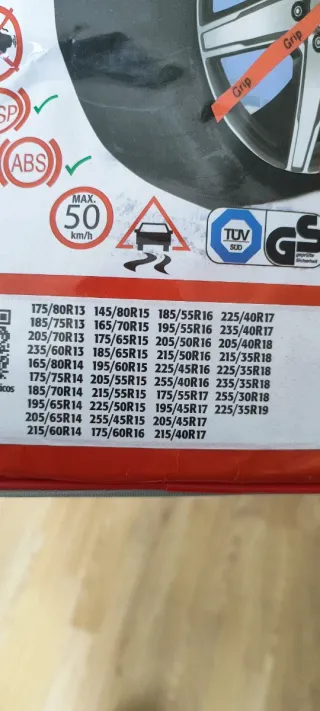 Grip
Grip
SP
ABS
MAX.
50
km/h
TÜV
SÜD
GS
geprüfte
Sicherheit
175/80R13 145/80R15 185/55R16 225/40R17
185/75R13 165/70R15 195/55R16 235/40R17
205/70R13 175/65R15 205/50R16 205/40R18
235/60R13 185/65R15 215/50R16 215/35R18
165/80R14 195/60R15 225/45R16 225/35R18
175/75R14 205/55R15 255/40R16 235/35R18
185/70R14 215/55R15 175/55R17 255/30R18
195/65R14 225/50R15 195/45R17 225/35R19
205/65R14 255/45R15 205/45R17
215/60R14 175/60R16 215/40R17
icos